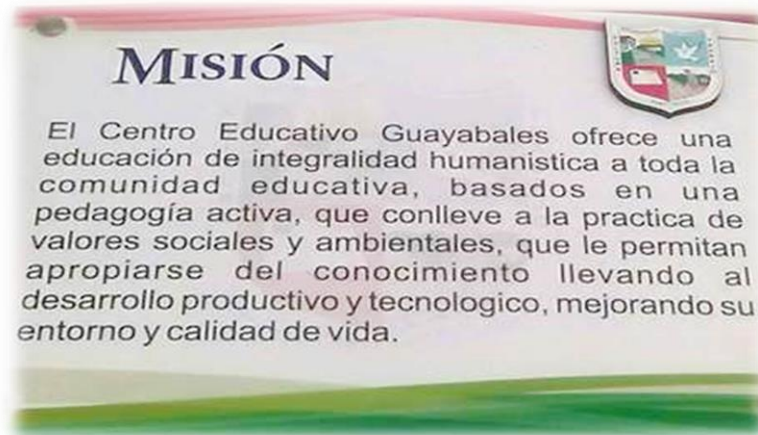 MISIÓN
El Centro Educativo Guayabales ofrece una
educación de integralidad humanistica a toda la
comunidad educativa, basados en una
pedagogía activa, que conlleve a la practica de
valores sociales y ambientales, que le permitan
apropiarse del conocimiento llevando al
desarrollo productivo y tecnologico, mejorando su
entorno y calidad de vida.